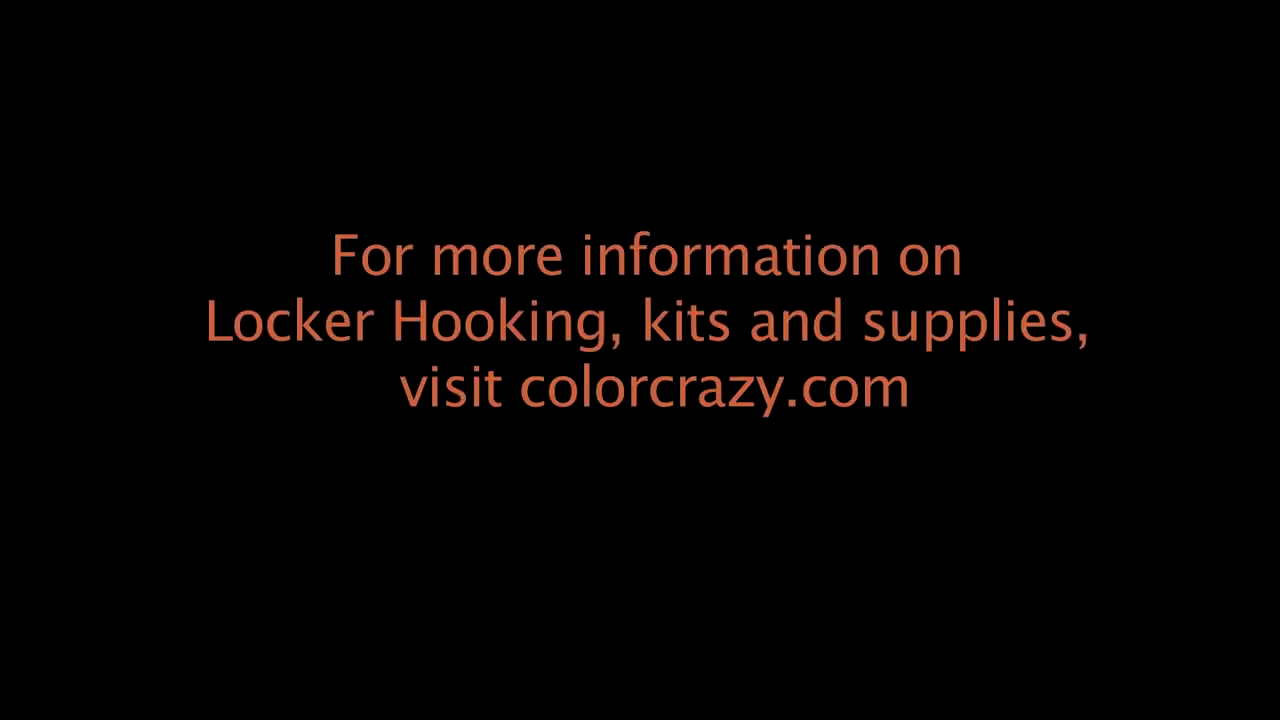 For more information on
Locker Hooking, kits and supplies,
visit colorcrazy.com